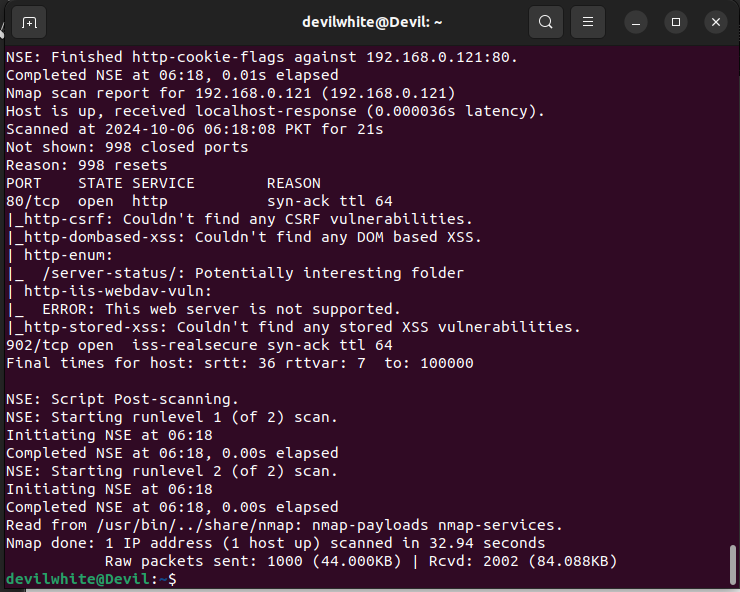 devilwhite@Devil: ~
NSE: Finished http-cookie-flags against 192.168.0.121:80.
Completed NSE at 06:18, 0.01s elapsed
Nmap scan report for 192.168.0.121 (192.168.0.121)
Host is up, received localhost-response (0.000036s latency).
Scanned at 2024-10-06 06:18:08 PKT for 21s
Not shown: 998 closed ports
Reason: 998 resets
PORT    STATE SERVICE        REASON
80/tcp  open  http           syn-ack ttl 64
|_http-csrf: Couldn't find any CSRF vulnerabilities.
|_http-dombased-xss: Couldn't find any DOM based XSS.
| http-enum:
|_  /server-status/: Potentially interesting folder
| http-iis-webdav-vuln:
|_  ERROR: This web server is not supported.
|_http-stored-xss: Couldn't find any stored XSS vulnerabilities.
902/tcp open  iss-realsecure syn-ack ttl 64
Final times for host: srtt: 36 rttvar: 7  to: 100000
NSE: Script Post-scanning.
NSE: Starting runlevel 1 (of 2) scan.
Initiating NSE at 06:18
Completed NSE at 06:18, 0.00s elapsed
NSE: Starting runlevel 2 (of 2) scan.
Initiating NSE at 06:18
Completed NSE at 06:18, 0.00s elapsed
Read from /usr/bin/../share/nmap: nmap-payloads nmap-services.
Nmap done: 1 IP address (1 host up) scanned in 32.94 seconds
           Raw packets sent: 1000 (44.000KB) | Rcvd: 2002 (84.088KB)
devilwhite@Devil:~$